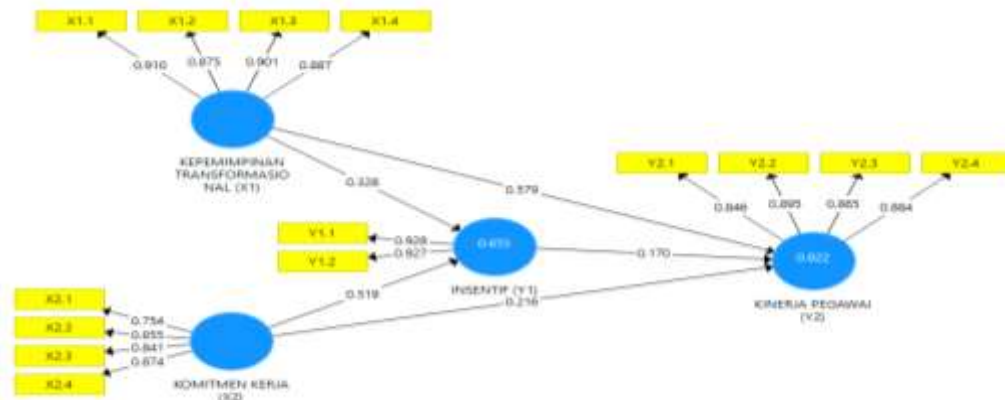 X1.1 X1.2 X1.3 X1.4
0.910 0.875 0.901 0.887
KEPEMIMPINAN
TRANSFORMASIO
NAL (X1)
Y2.1 Y2.2 Y2.3 Y2.4
0.846 0.895 0.865 0.884
0.328
0.579
Y1.1
Y1.2
0.928
0.927
0.170
0.822
INSENTIF (Y1)
KINERJA PEGAWAI
(Y2)
X2.1
X2.2
X2.3
X2.4
0.754
0.855
0.841
0.874
0.519
0.216
KOMITMEN KERJA
(X2)